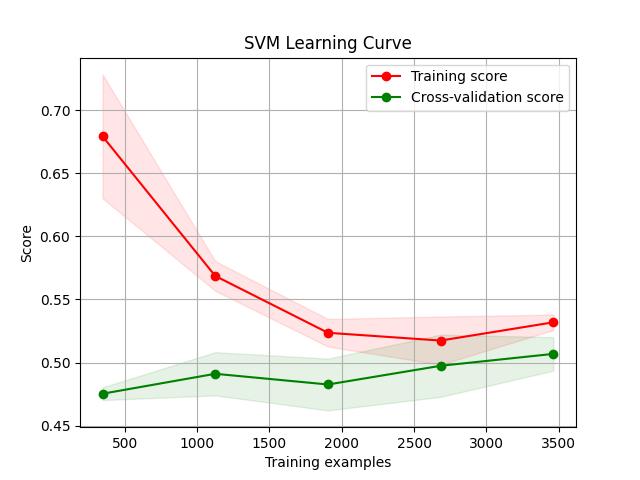 SVM Learning Curve
Training score
Cross-validation score
0.70
0.65
0.60
0.55
0.50
0.45
Score
500 1000 1500 2000 2500 3000 3500
Training examples